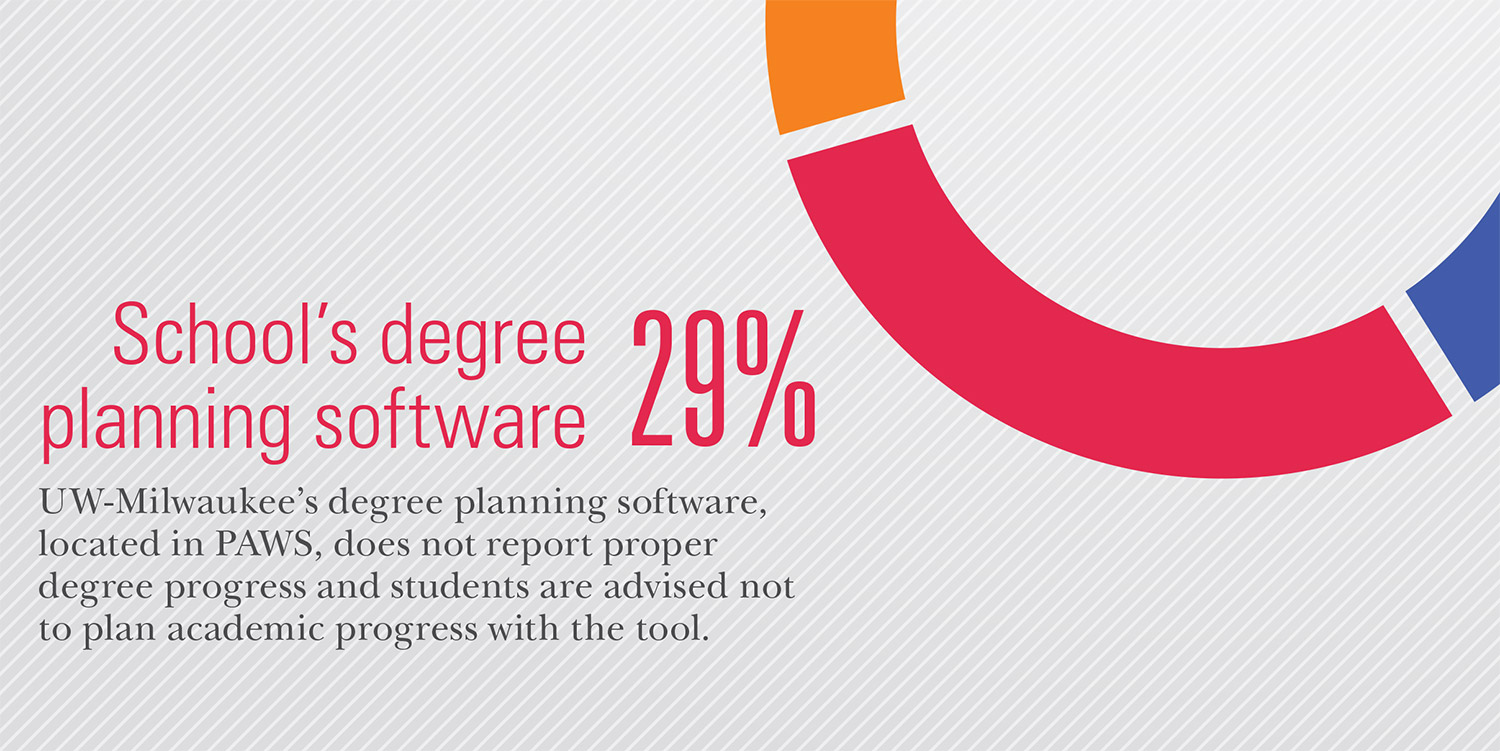 School’s degree
planning software
29%
UW-Milwaukee’s degree planning software,
located in PAWS, does not report proper
degree progress and students are advised not
to plan academic progress with the tool.